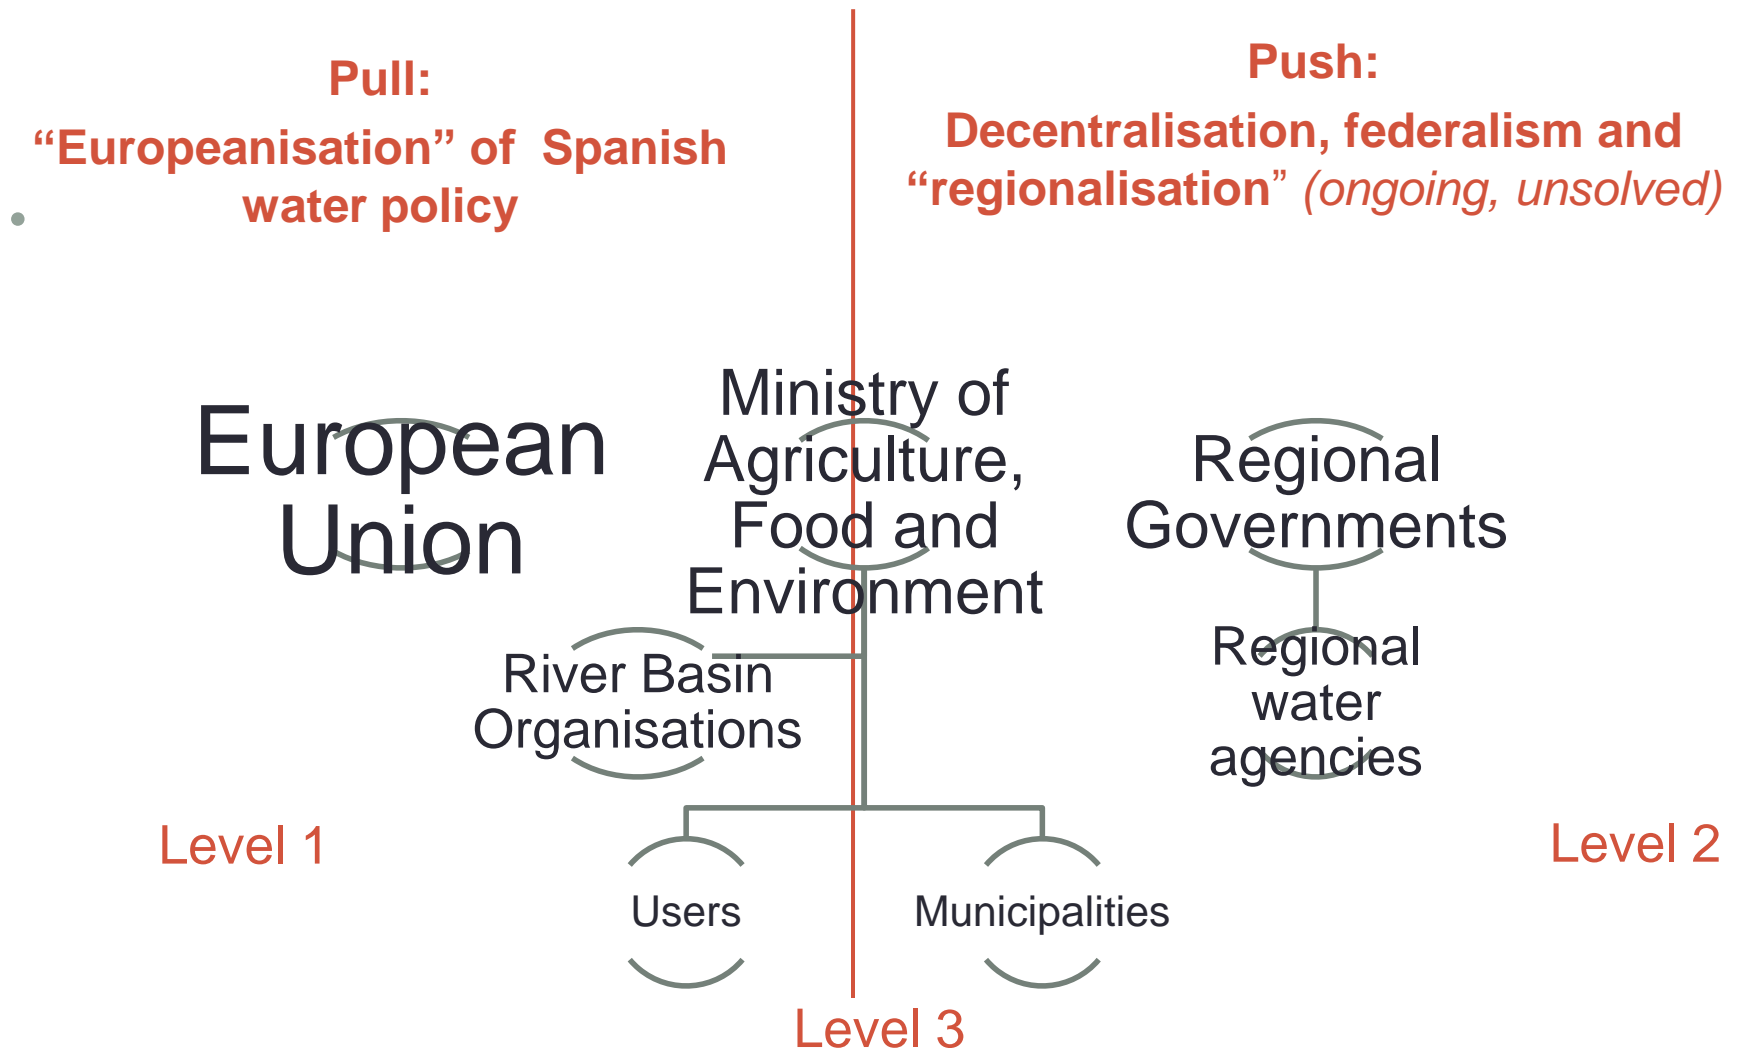 Pull:
“Europeanisation” of Spanish
water policy
Push:
Decentralisation, federalism and
“regionalisation” (ongoing, unsolved)
European
Union
Ministry of
Agriculture,
Food and
Environment
Regional
Governments
River Basin
Organisations
Regional
water
agencies
Level 1
Level 2
Users
Municipalities
Level 3